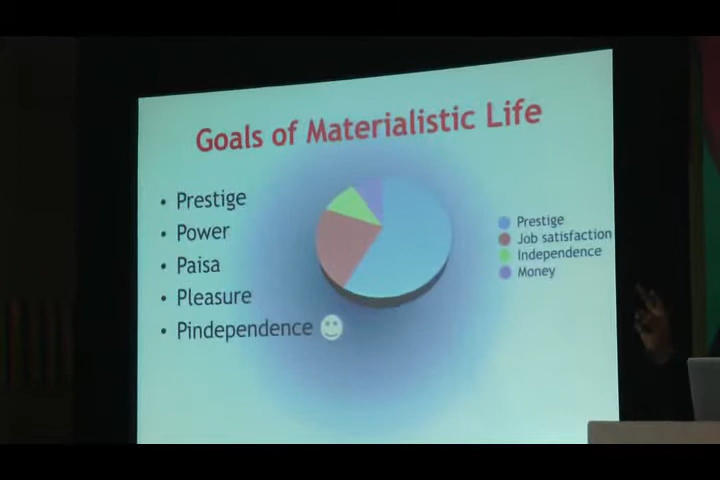 Goals of Materialistic Life
• Prestige
• Power
• Paisa
• Pleasure
• Pindependence
Prestige
Job satisfaction
Independence
Money